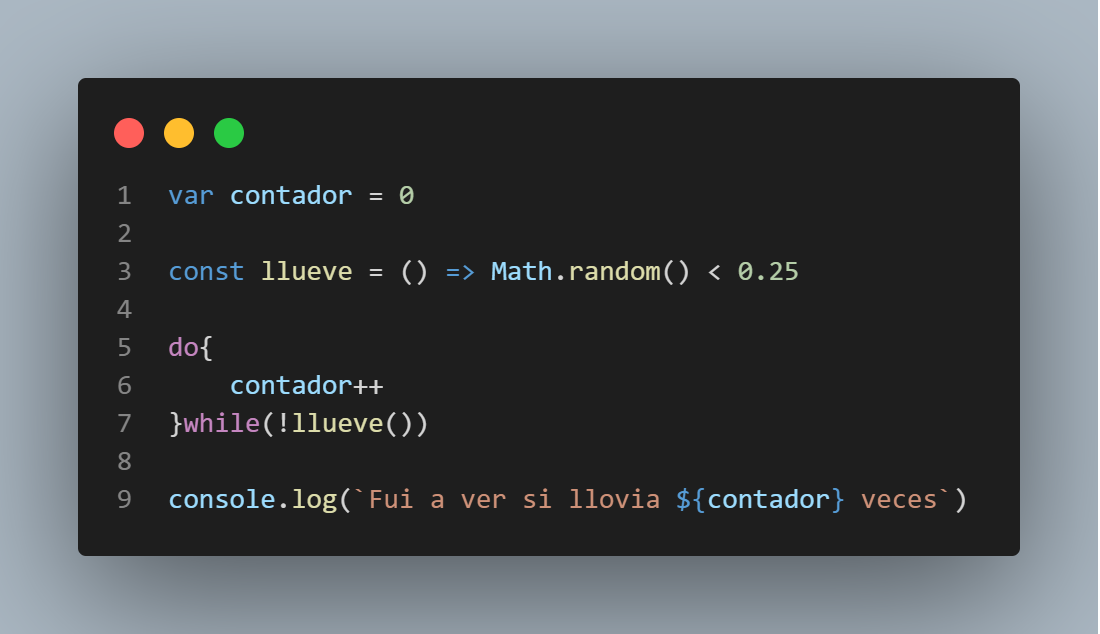 1 var contador = 0
2
3 const llueve = () => Math.random() < 0.25
4
5 do{
6     contador++
7 }while(!llueve())
8
9 console.log(`Fui a ver si llovia ${contador} veces`)